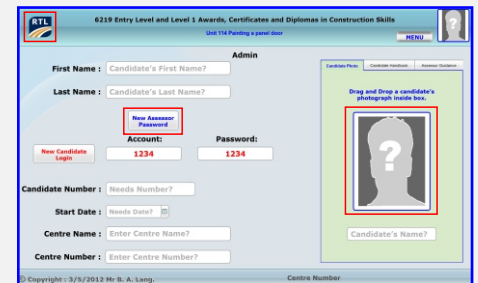 RTL
6219 Entry Level and Level 1 Awards, Certificates and Diplomas in Construction Skills
Unit 114 Painting a panel door
MENU
?
Admin
First Name : Candidate's First Name?
Last Name : Candidate's Last Name?
New Assessor
Password
Account: Password:
New Candidate
Login
1234 1234
Candidate Number : Needs Number?
Start Date : Needs Date?
Centre Name : Enter Centre Name?
Centre Number : Enter Centre Number?
Candidate Photo Candidate Feedback Assessor Guidance
Drag and Drop a candidate's
photograph inside box.
?
Candidate's Name?
© Copyright : 3/5/2012 Mr B. A. Lang. Centre Number